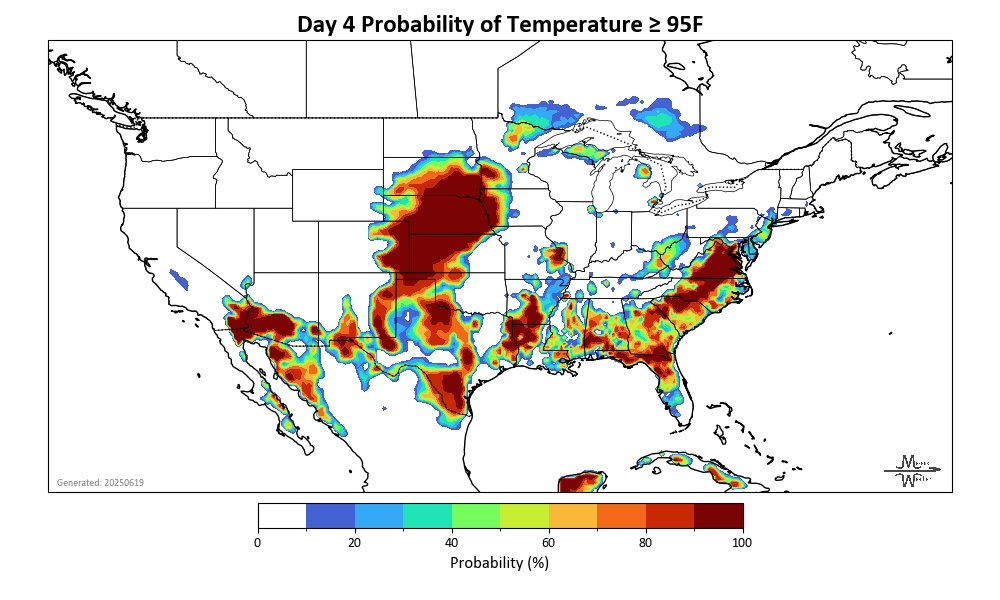 Day 4 Probability of Temperature ≥ 95F
Generated: 20250619
0 20 40 60 80 100
Probability (%)